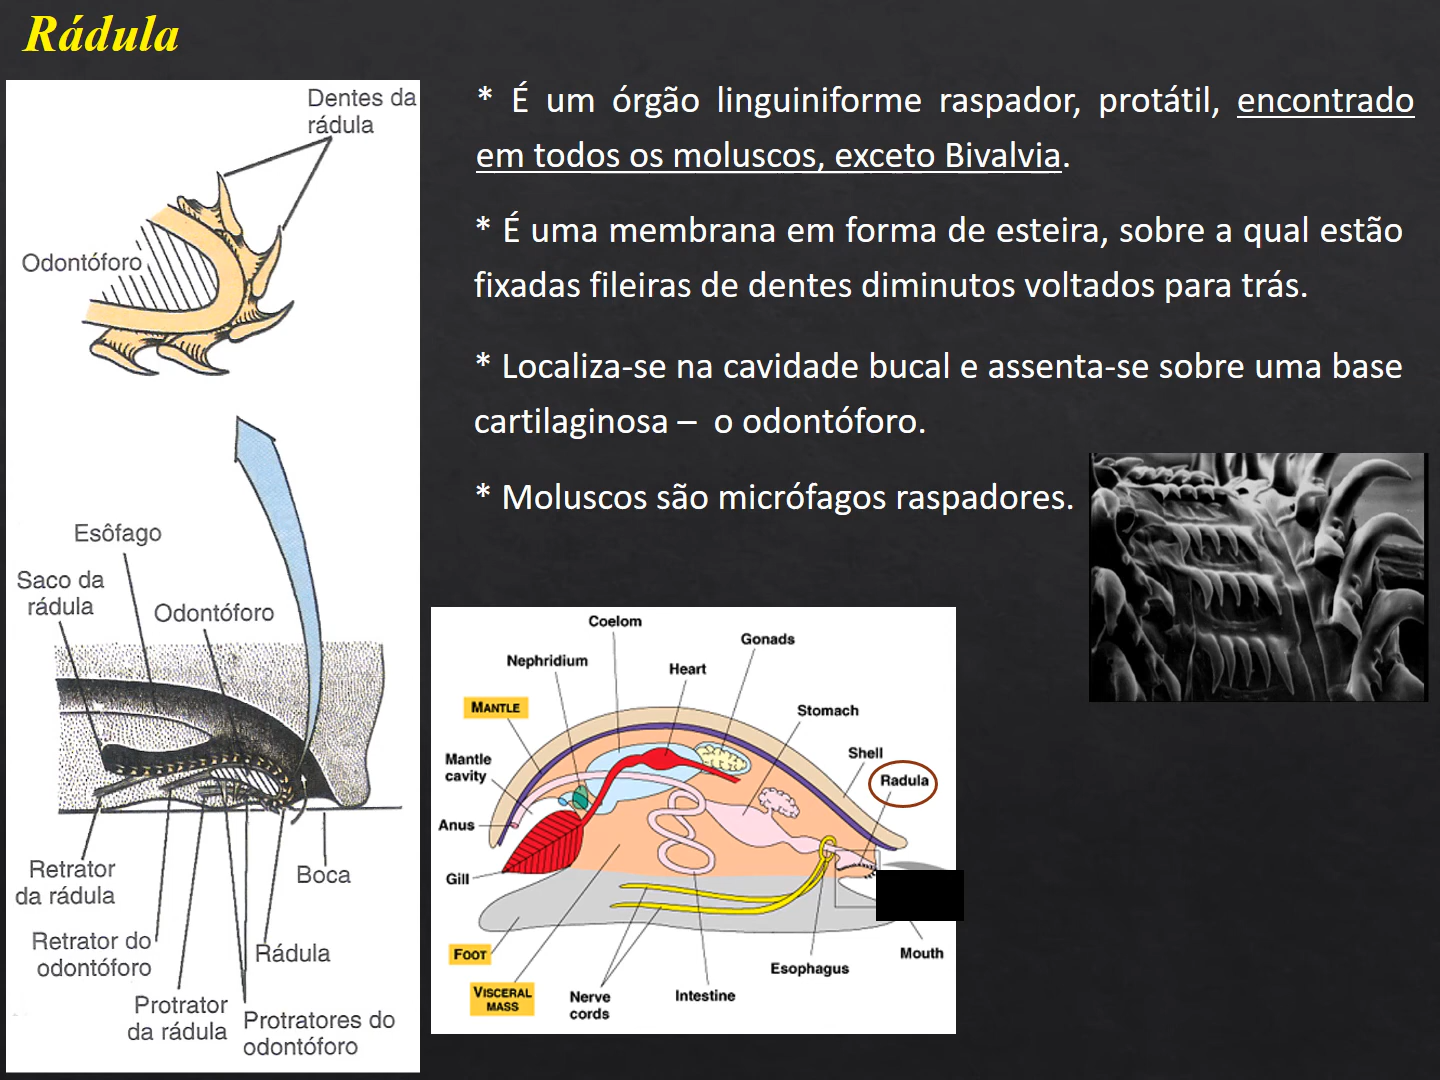 Rádula
* É um órgão linguiniforme raspador, protátil, encontrado
em todos os moluscos, exceto Bivalvia.
* É uma membrana em forma de esteira, sobre a qual estão
fixadas fileiras de dentes diminutos voltados para trás.
* Localiza-se na cavidade bucal e assenta-se sobre uma base
cartilaginosa – o odontóforo.
* Moluscos são micrófagos raspadores.
Dentes da
rádula
Odontóforo
Esôfago
Saco da
rádula
Odontóforo
Retrator
da rádula
Boca
Retrator do
odontóforo
Rádula
Protrator
da rádula
Protratores do
odontóforo
Coelom
Gonads
Nephridium
Heart
MANTLE
Stomach
Mantle
cavity
Shell
Radula
Anus
Gill
FOOT
Mouth
Esophagus
VISCERAL
MASS
Nerve
cords
Intestine